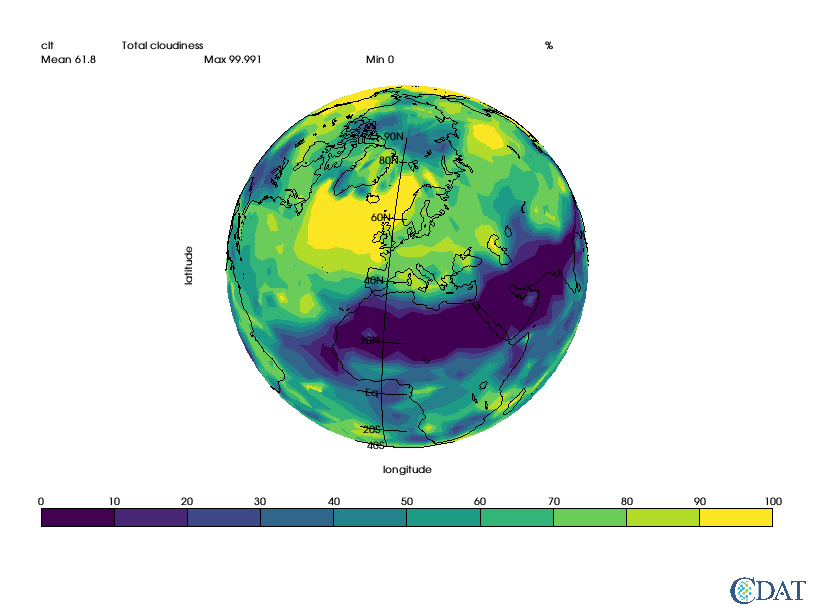 clt Total cloudiness %
Mean 61.8 Max 99.991 Min 0
90N
80N
60N
latitude
40N
20N
Eq
20S
40S
longitude
0 10 20 30 40 50 60 70 80 90 100
CDAT